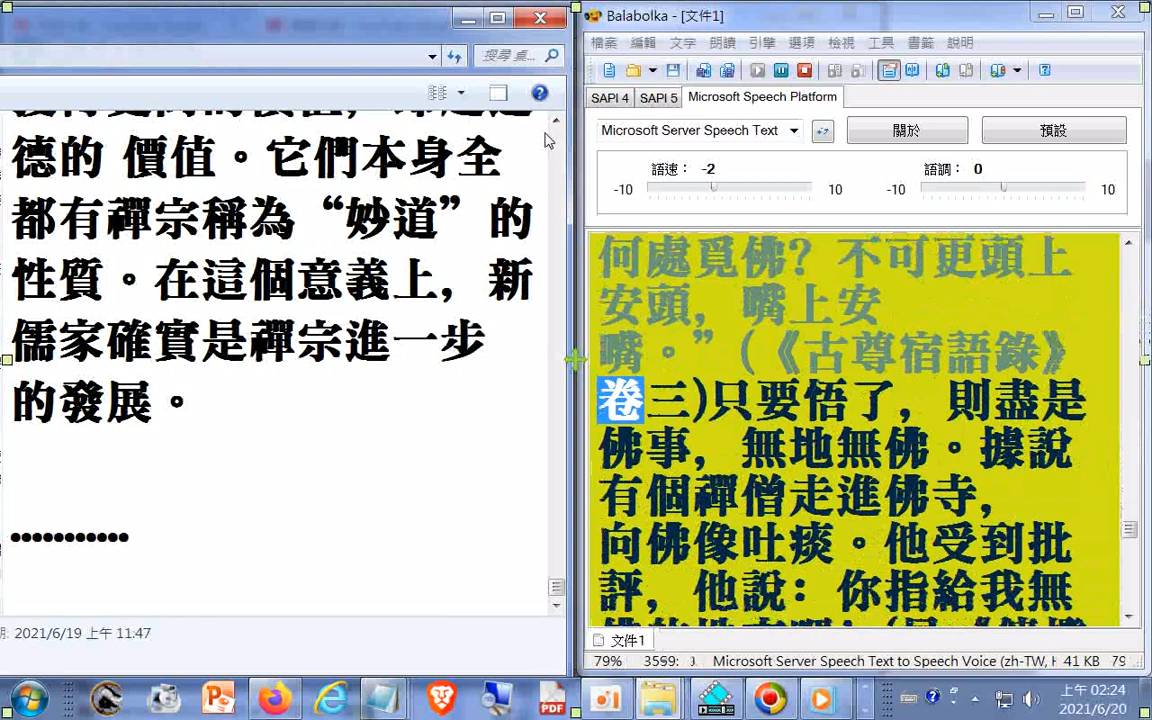 搜尋 桌...
德的 價值。它們本身全
都有禪宗稱為“妙道”的
性質。在這個意義上，新
儒家確實是禪宗進一步
的發展。
•••••••••••
2021/6/19 上午 11:47
Balabolka - [文件1]
檔案 編輯 文字 朗讀 引擎 選項 檢視 工具 書籤 說明
SAPI 4 SAPI 5 Microsoft Speech Platform
Microsoft Server Speech Text 關於 預設
語速： -2 語調： 0
-10 10 -10 10
何處覓佛？不可更頭上
安頭，嘴上安
嘴。”（《古尊宿語錄》
卷三)只要悟了，則盡是
佛事，無地無佛。據說
有個禪僧走進佛寺，
向佛像吐痰。他受到批
評，他說：你指給我無
文件1
79% 3559: Microsoft Server Speech Text to Speech Voice (zh-TW, H 41 KB 79
PDF
上午 02:24
2021/6/20